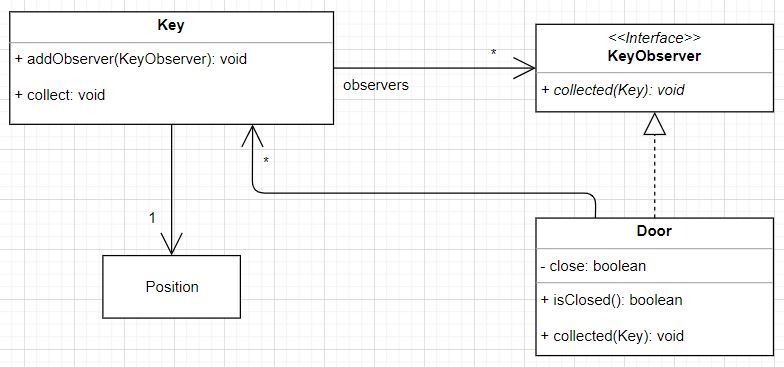 Key
+ addObserver(KeyObserver): void
+ collect: void
*
observers
<<Interface>>
KeyObserver
+ collected(Key): void
*
1
Position
Door
- close: boolean
+ isClosed(): boolean
+ collected(Key): void